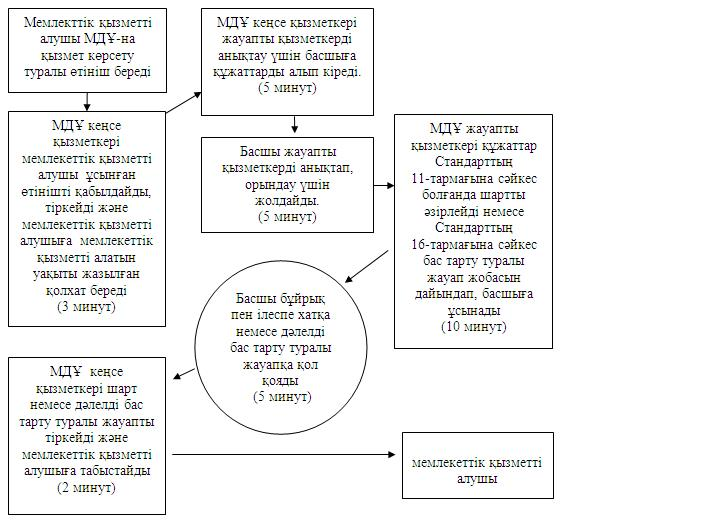 Мемлекттік қызметті
алушы МДҰ-на
қызмет көрсету
туралы өтініш береді
МДҰ кеңсе
қызметкері
мемлекеттік қызметті
алушы ұсынған
өтінішті қабылдайды,
тіркейді және
мемлекеттік қызметті
алушыға мемлекеттік
қызметті алатын
уақыты жазылған
қолхат береді
(3 минут)
МДҰ кеңсе қызметкері
жауапты қызметкерді
анықтау үшін басшыға
құжаттарды алып кіреді.
(5 минут)
Басшы жауапты
қызметкерді анықтап,
орындау үшін
жолдайды.
(5 минут)
МДҰ жауапты
қызметкері құжаттар
Стандарттың
11-тармағына сәйкес
болғанда шартты
әзірлейді немесе
Стандарттың
16-тармағына сәйкес
бас тарту туралы
жауап жобасын
дайындап, басшыға
ұсынады
(10 минут)
Басшы бұйрық
пен ілеспе хатқа
немесе дәлелді
бас тарту туралы
жауапқа қол
қояды
(5 минут)
МДҰ кеңсе
қызметкері шарт
немесе дәлелді бас
тарту туралы жауапты
тіркейді және
мемлекеттік қызметті
алушыға табыстайды
(2 минут)
мемлекеттік қызметті
алушы